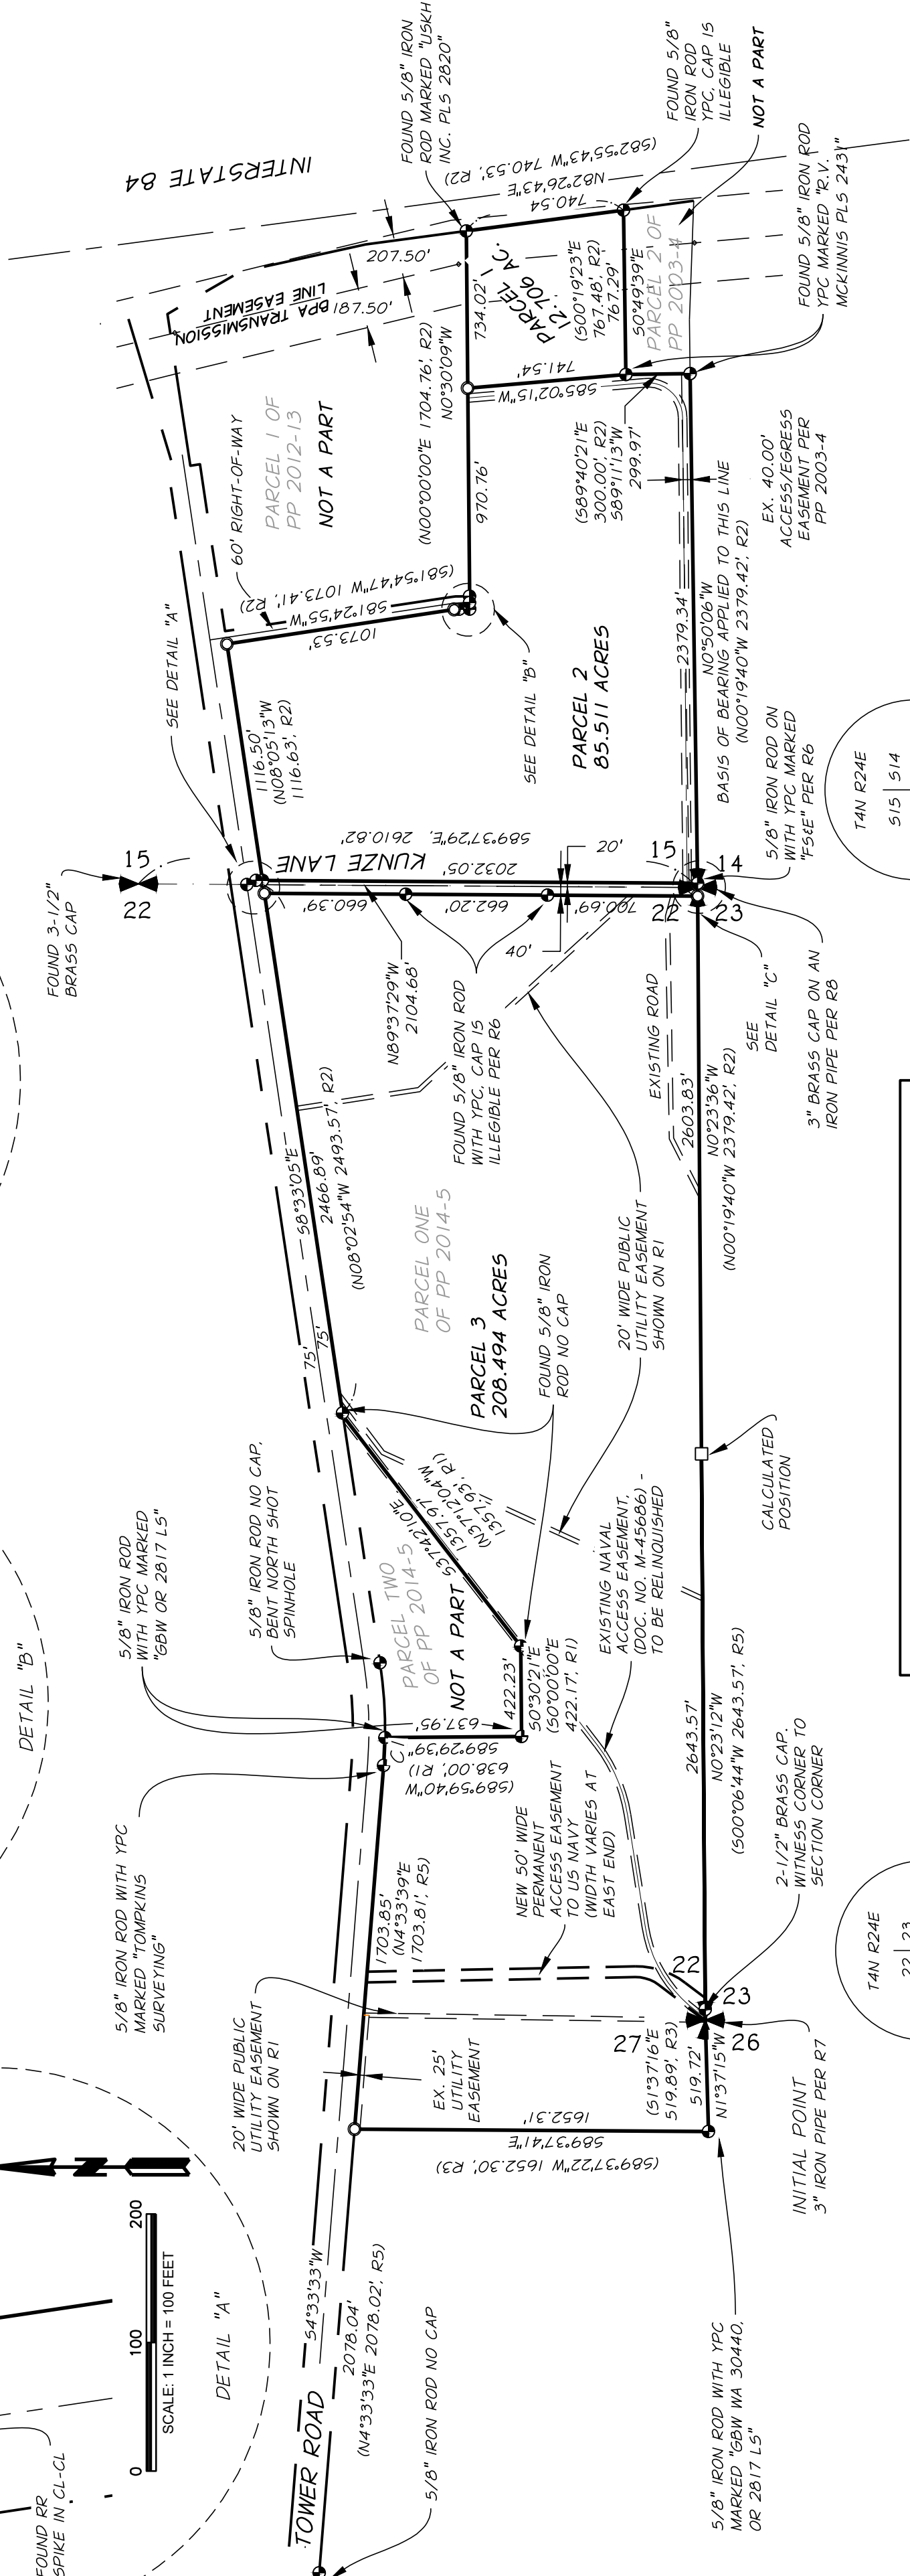 INTERSTATE 84
FOUND 5/8" IRON
ROD MARKED "USKH
INC. PLS 2820"
FOUND 5/8"
IRON ROD
YPC, CAP IS
ILLEGIBLE
NOT A PART
FOUND 5/8" IRON ROD
YPC MARKED "R.V.
MCKINNIS PLS 2431"
(S82°55'43"W 740.53', R2)
N82°26'43"E
740.54
207.50'
187.50'
BPA TRANSMISSION
LINE EASEMENT
734.02'
PARCEL 1
12.706 AC.
(S00°19'23"E
767.48', R2)
767.29'
S0°49'39"E
PARCEL 2 OF
PP 2003-4
741.54'
S85°02'15"W
(N00°00'00"E 1704.76', R2)
N0°30'09"W
970.76'
(S89°40'21"E
300.00', R2)
S89°11'13"W
299.97'
PARCEL 1 OF
PP 2012-13
NOT A PART
60' RIGHT-OF-WAY
(S81°54'47"W 1073.41', R2)
S81°24'55"W
1073.53'
SEE DETAIL "A"
SEE DETAIL "B"
PARCEL 2
85.511 ACRES
2379.34'
N0°50'06"W
BASIS OF BEARING APPLIED TO THIS LINE
(N00°19'40"W 2379.42', R2)
EX. 40.00'
ACCESS/EGRESS
EASEMENT PER
PP 2003-4
1116.50'
(N08°05'13"W
1116.63', R2)
S89°37'29"E, 2610.82'
KUNZE LANE
2032.05'
20'
15
14
22
23
15
22
FOUND 3-1/2"
BRASS CAP
5/8" IRON ROD ON
WITH YPC MARKED
"FS&E" PER R6
T4N R24E
S15 | S14
660.39'
662.20'
700.69'
40'
N89°37'29"W
2104.68'
FOUND 5/8" IRON ROD
WITH YPC, CAP IS
ILLEGIBLE PER R6
EXISTING ROAD
SEE
DETAIL "C"
3" BRASS CAP ON AN
IRON PIPE PER R8
2603.83'
N0°23'36"W
(N00°19'40"W 2379.42', R2)
S8°33'05"E
2466.89'
(N08°02'54"W 2493.57', R2)
75'
75'
PARCEL ONE
OF PP 2014-5
PARCEL 3
208.494 ACRES
FOUND 5/8" IRON
ROD NO CAP
20' WIDE PUBLIC
UTILITY EASEMENT
SHOWN ON R1
CALCULATED
POSITION
S37°42'10"E
1357.97'
(N37°12'04"W
1357.93', R1)
PARCEL TWO
OF PP 2014-5
NOT A PART
5/8" IRON ROD
WITH YPC MARKED
"GBW OR 2817 LS"
5/8" IRON ROD NO CAP,
BENT NORTH SHOT
SPINHOLE
422.23'
S0°30'21"E
(S0°00'00"E
422.17', R1)
637.95'
S89°29'39"
638.00', R1)
(S89°59'40"W
C1
EXISTING NAVAL
ACCESS EASEMENT,
(DOC. NO. M-45686) -
TO BE RELINQUISHED
DETAIL "B"
5/8" IRON ROD WITH YPC
MARKED "TOMPKINS
SURVEYING"
NEW 50' WIDE
PERMANENT
ACCESS EASEMENT
TO US NAVY
(WIDTH VARIES AT
EAST END)
2643.57'
N0°23'12"W
(S00°06'44"W 2643.57', R5)
2-1/2" BRASS CAP,
WITNESS CORNER TO
SECTION CORNER
T4N R24E
22 | 23
1703.85'
(N4°33'39"E
1703.81', R5)
20' WIDE PUBLIC
UTILITY EASEMENT
SHOWN ON R1
EX. 25'
UTILITY
EASEMENT
22
23
27
26
(S1°37'16"E
519.89', R3)
519.72'
N1°37'15"W
INITIAL POINT
3" IRON PIPE PER R7
1652.31'
S89°37'41"E
(S89°37'22"W 1652.30', R3)
5/8" IRON ROD WITH YPC
MARKED "GBW WA 30440,
OR 2817 LS"
S4°33'33"W
2078.04'
(N4°33'33"E 2078.02', R5)
TOWER ROAD
5/8" IRON ROD NO CAP
N
0 100 200
SCALE: 1 INCH = 100 FEET
DETAIL "A"
FOUND RR
SPIKE IN CL-CL